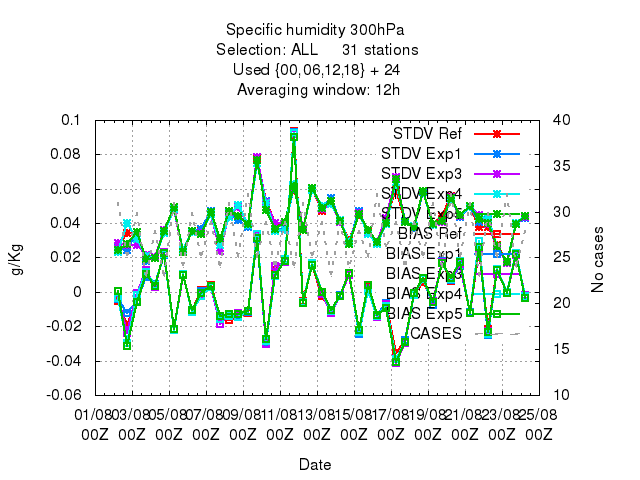 Specific humidity 300hPa
Selection: ALL 31 stations
Used {00,06,12,18} + 24
Averaging window: 12h
0.1
0.08
0.06
0.04
0.02
0
-0.02
-0.04
-0.06
g/Kg
40
35
30
25
20
15
10
No cases
STDV Ref
STDV Exp1
STDV Exp3
STDV Exp4
STDV Exp5
BIAS Ref
BIAS Exp1
BIAS Exp3
BIAS Exp4
BIAS Exp5
CASES
01/08 03/08 05/08 07/08 09/08 11/08 13/08 15/08 17/08 19/08 21/08 23/08 25/08
00Z 00Z 00Z 00Z 00Z 00Z 00Z 00Z 00Z 00Z 00Z 00Z 00Z
Date